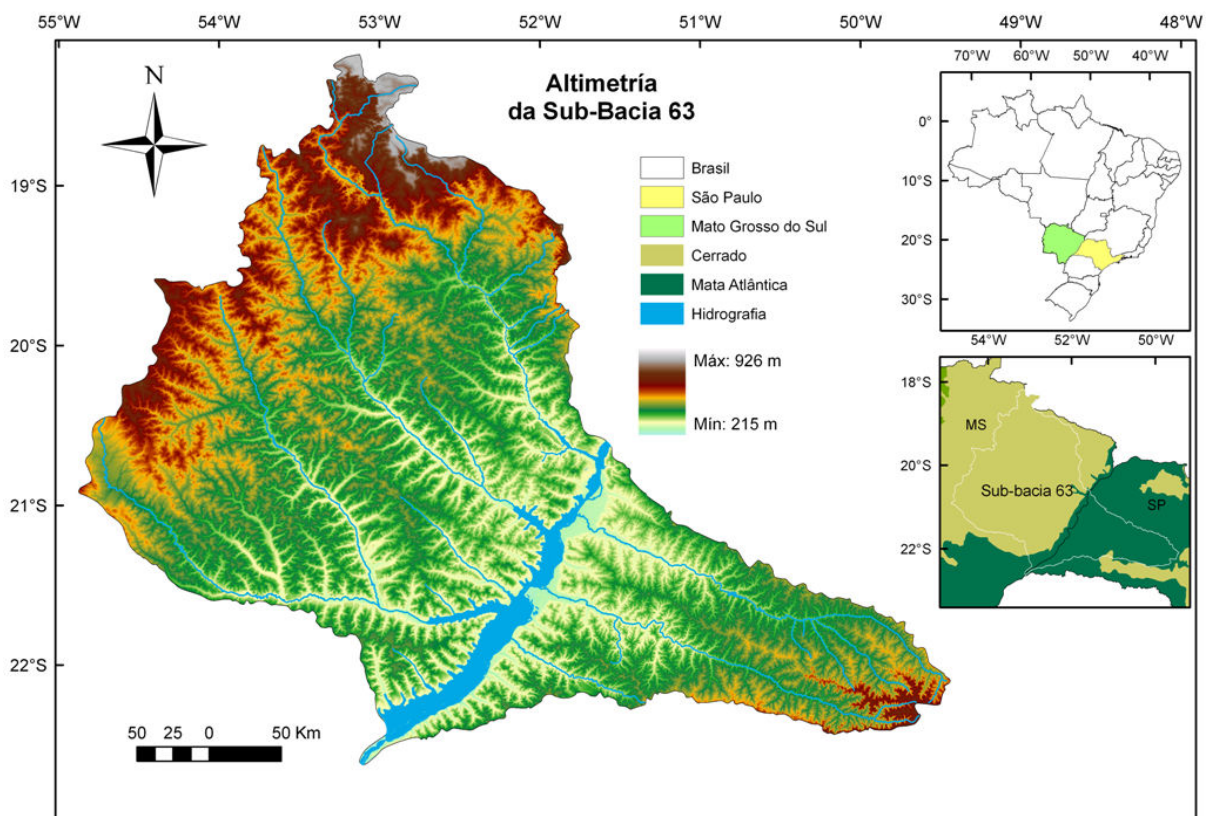 55°W 54°W 53°W 52°W 51°W 50°W 49°W 48°W
N
Altimetría
da Sub-Bacia 63
19°S
20°S
21°S
22°S
Brasil
São Paulo
Mato Grosso do Sul
Cerrado
Mata Atlântica
Hidrografia
Máx: 926 m
Mín: 215 m
50 25 0 50 Km
70°W 60°W 50°W 40°W
0°
10°S
20°S
30°S
54°W 52°W 50°W
18°S
MS
20°S
Sub-bacia 63
SP
22°S